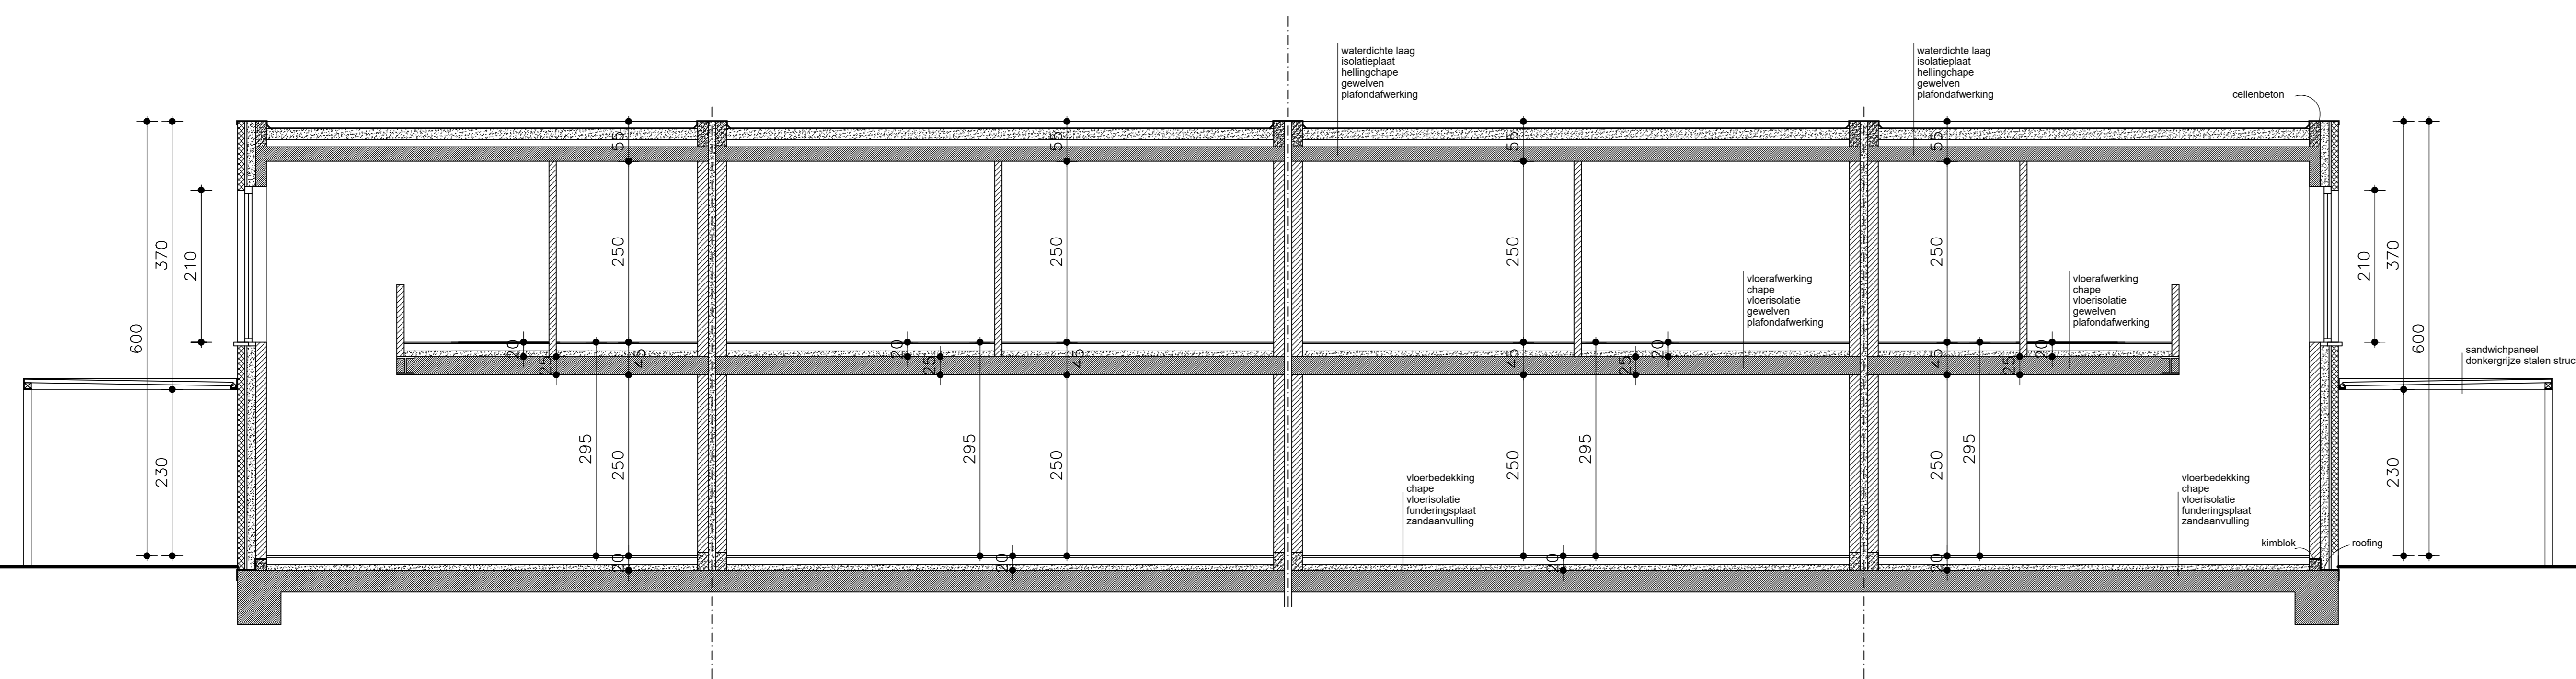 waterdichte laag
isolatieplaat
hellingchape
gewelven
plafondafwerking
waterdichte laag
isolatieplaat
hellingchape
gewelven
plafondafwerking
cellenbeton
55
55
55
55
600
370
210
250
250
250
250
210
370
600
vloerafwerking
chape
vloerisolatie
gewelven
plafondafwerking
vloerafwerking
chape
vloerisolatie
gewelven
plafondafwerking
20
25
45
20
25
45
45
25
20
45
25
20
sandwichpaneel
donkergrijze stalen struc
230
295
250
295
250
250
295
250
295
230
vloerbedekking
chape
vloerisolatie
funderingsplaat
zandaanvulling
vloerbedekking
chape
vloerisolatie
funderingsplaat
zandaanvulling
kimblok
roofing
20
20
20
20